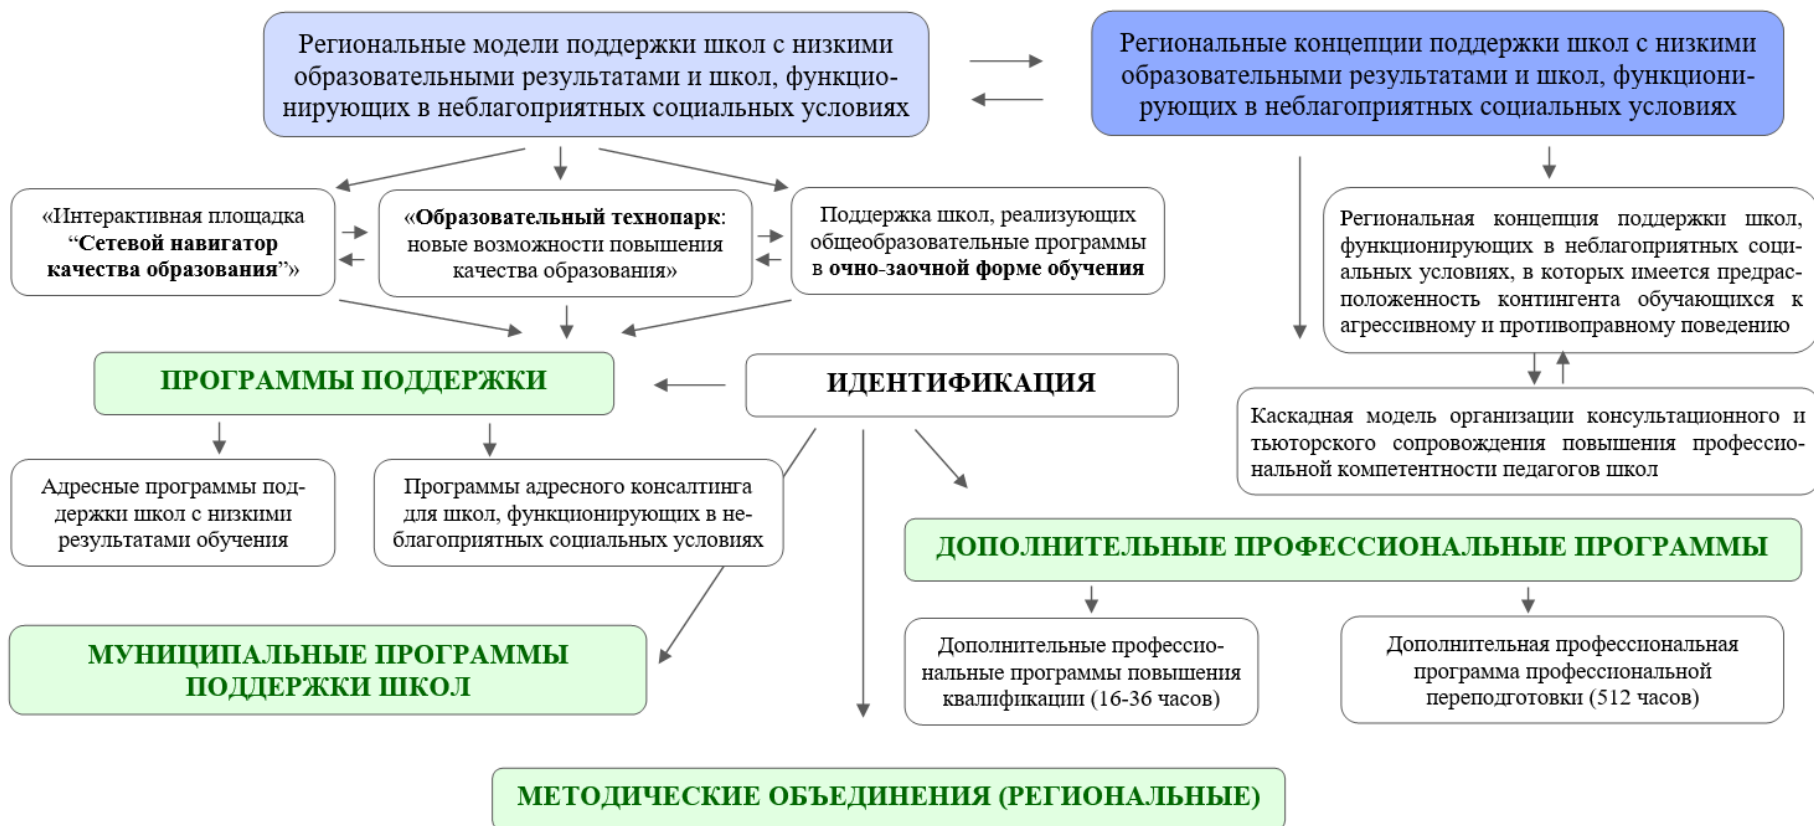 Региональные модели поддержки школ с низкими
образовательными результатами и школ, функцио-
нирующих в неблагоприятных социальных условиях
Региональные концепции поддержки школ с низкими
образовательными результатами и школ, функциони-
рующих в неблагоприятных социальных условиях
«Интерактивная площадка
“Сетевой навигатор
качества образования”»
«Образовательный технопарк:
новые возможности повышения
качества образования»
Поддержка школ, реализующих
общеобразовательные программы
в очно-заочной форме обучения
Региональная концепция поддержки школ,
функционирующих в неблагоприятных соци-
альных условиях, в которых имеется предрас-
положенность контингента обучающихся к
агрессивному и противоправному поведению
ПРОГРАММЫ ПОДДЕРЖКИ
ИДЕНТИФИКАЦИЯ
Каскадная модель организации консультационного и
тьюторского сопровождения повышения профессио-
нальной компетентности педагогов школ
Адресные программы под-
держки школ с низкими
результатами обучения
Программы адресного консалтинга
для школ, функционирующих в не-
благоприятных социальных условиях
ДОПОЛНИТЕЛЬНЫЕ ПРОФЕССИОНАЛЬНЫЕ ПРОГРАММЫ
МУНИЦИПАЛЬНЫЕ ПРОГРАММЫ
ПОДДЕРЖКИ ШКОЛ
Дополнительные професси-
нальные программы повышения
квалификации (16-36 часов)
Дополнительная профессиональная
программа профессиональной
переподготовки (512 часов)
МЕТОДИЧЕСКИЕ ОБЪЕДИНЕНИЯ (РЕГИОНАЛЬНЫЕ)